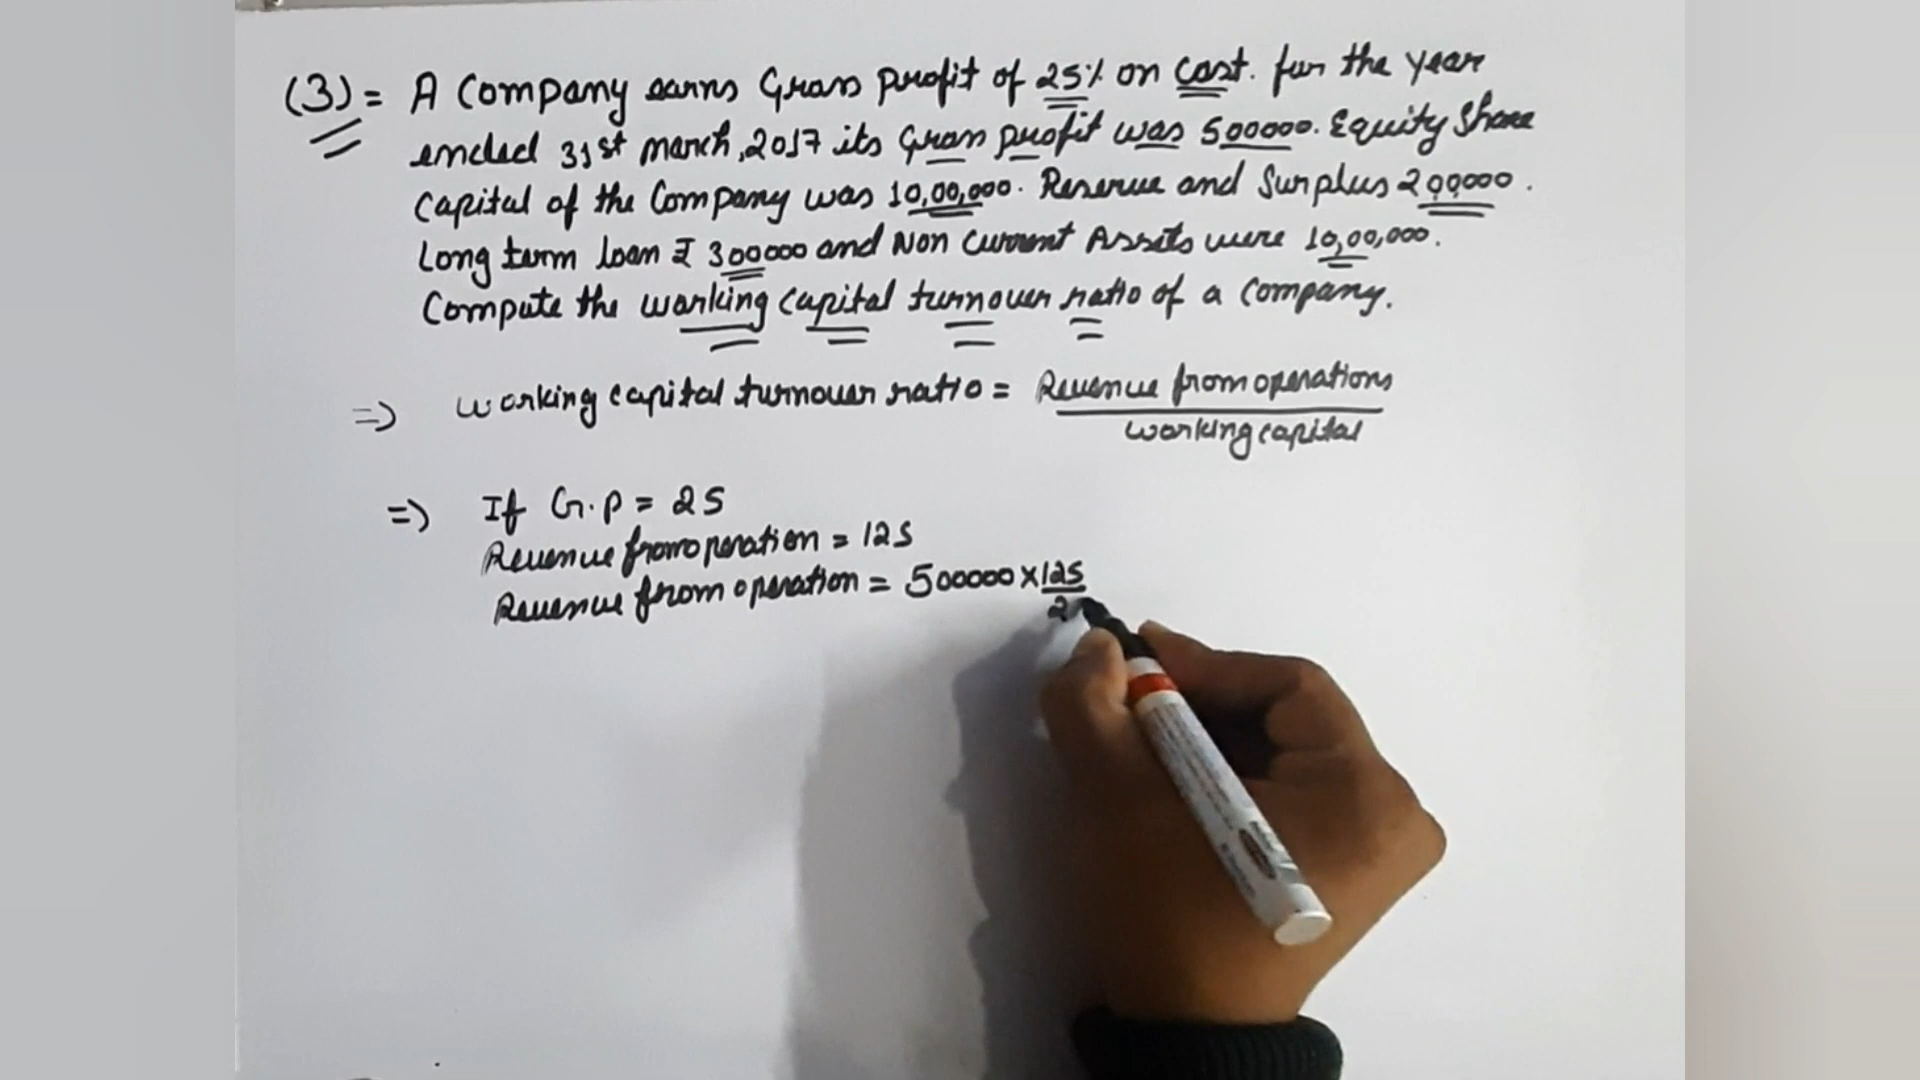 (3) = A Company earns Gross profit of 25% on cost. for the year
ended 31st march, 2017 its Gross profit was 500000. Equity Share
Capital of the Company was 10,00,000. Reserve and Surplus 200000.
Long term loan ₹ 300000 and Non Current Assets were 10,00,000.
Compute the working capital turnover ratio of a company.
=) working capital turnover ratio = Revenue from operations
working capital
=) If G.P = 25
Revenue from operation = 125
Revenue from operation = 500000 × 125
2